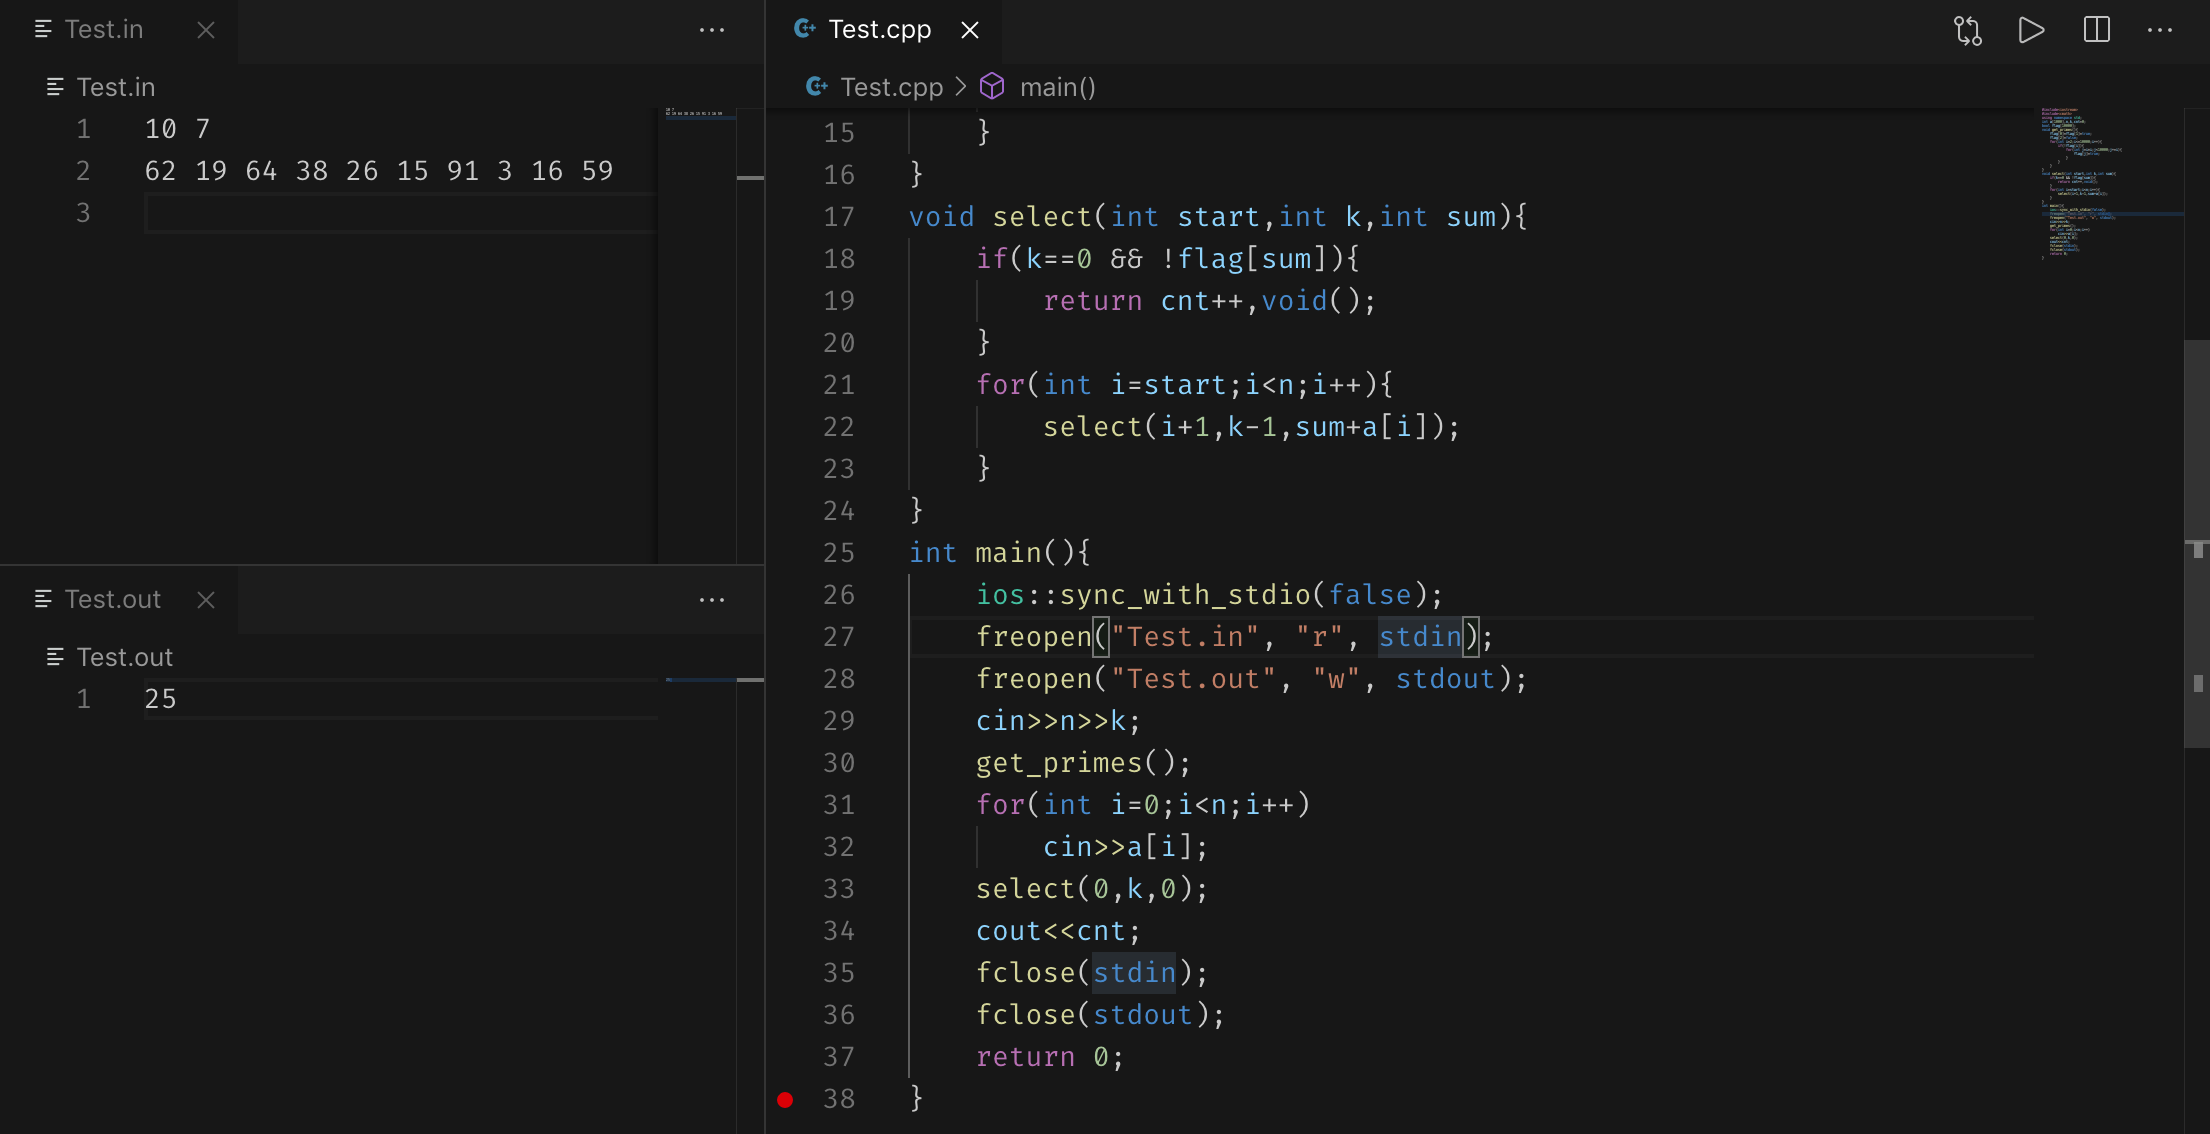 Test.in
Test.in
1 10 7
2 62 19 64 38 26 15 91 3 16 59
3
Test.out
Test.out
1 25
Test.cpp
Test.cpp > main()
15         }
16 }
17 void select(int start,int k,int sum){
18     if(k==0 && !flag[sum]){
19         return cnt++,void();
20     }
21     for(int i=start;i<n;i++){
22         select(i+1,k-1,sum+a[i]);
23     }
24 }
25 int main(){
26     ios::sync_with_stdio(false);
27     freopen("Test.in", "r", stdin);
28     freopen("Test.out", "w", stdout);
29     cin>>n>>k;
30     get_primes();
31     for(int i=0;i<n;i++)
32         cin>>a[i];
33     select(0,k,0);
34     cout<<cnt;
35     fclose(stdin);
36     fclose(stdout);
37     return 0;
38 }